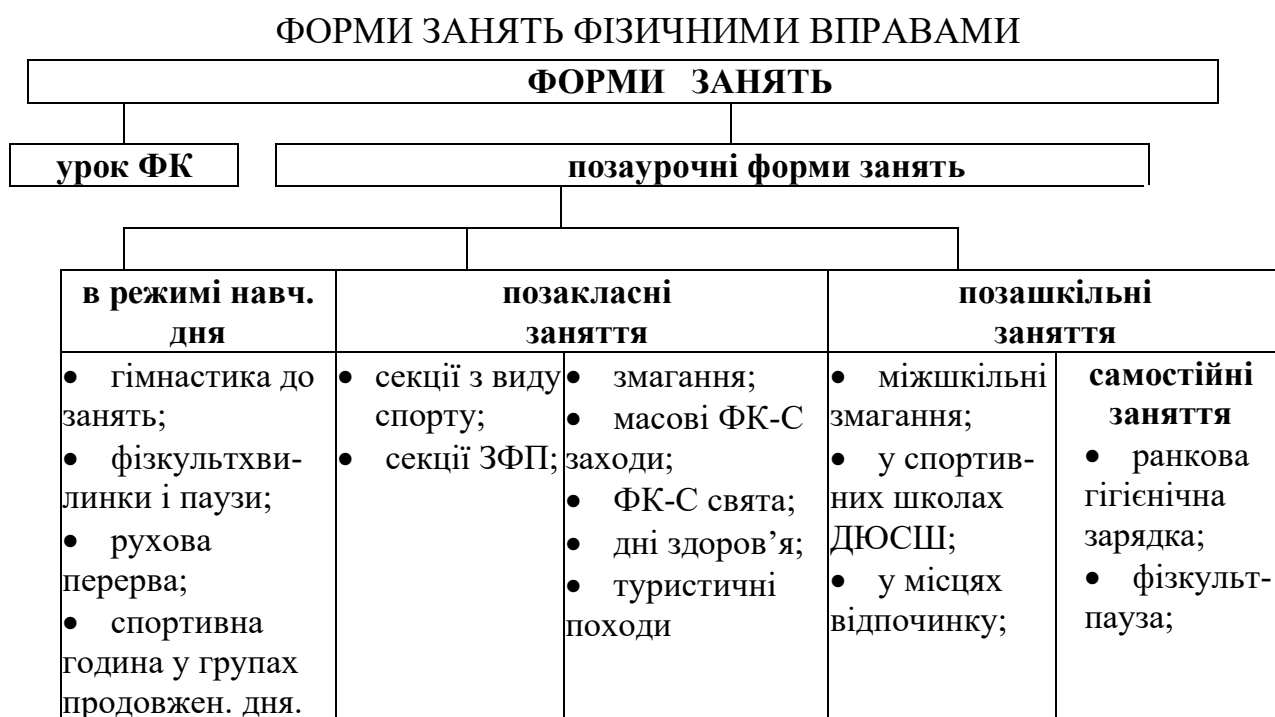 ФОРМИ ЗАНЯТЬ ФІЗИЧНИМИ ВПРАВАМИ
ФОРМИ ЗАНЯТЬ
урок ФК
позаурочні форми занять
в режимі навч.
дня
позакласні
заняття
позашкільні
заняття
• гімнастика до
занять;
• фізкультхви-
линки і паузи;
• рухова
перерва;
• спортивна
година у групах
продовжен. дня.
• секції з виду
спорту;
• секції ЗФП;
• змагання;
• масові ФК-С
заходи;
• ФК-С свята;
• дні здоров’я;
• туристичні
походи
• міжшкільні
змагання;
• у спортив-
них школах
ДЮСШ;
• у місцях
відпочинку;
самостійні
заняття
• ранкова
гігієнічна
зарядка;
• фізкульт-
пауза;